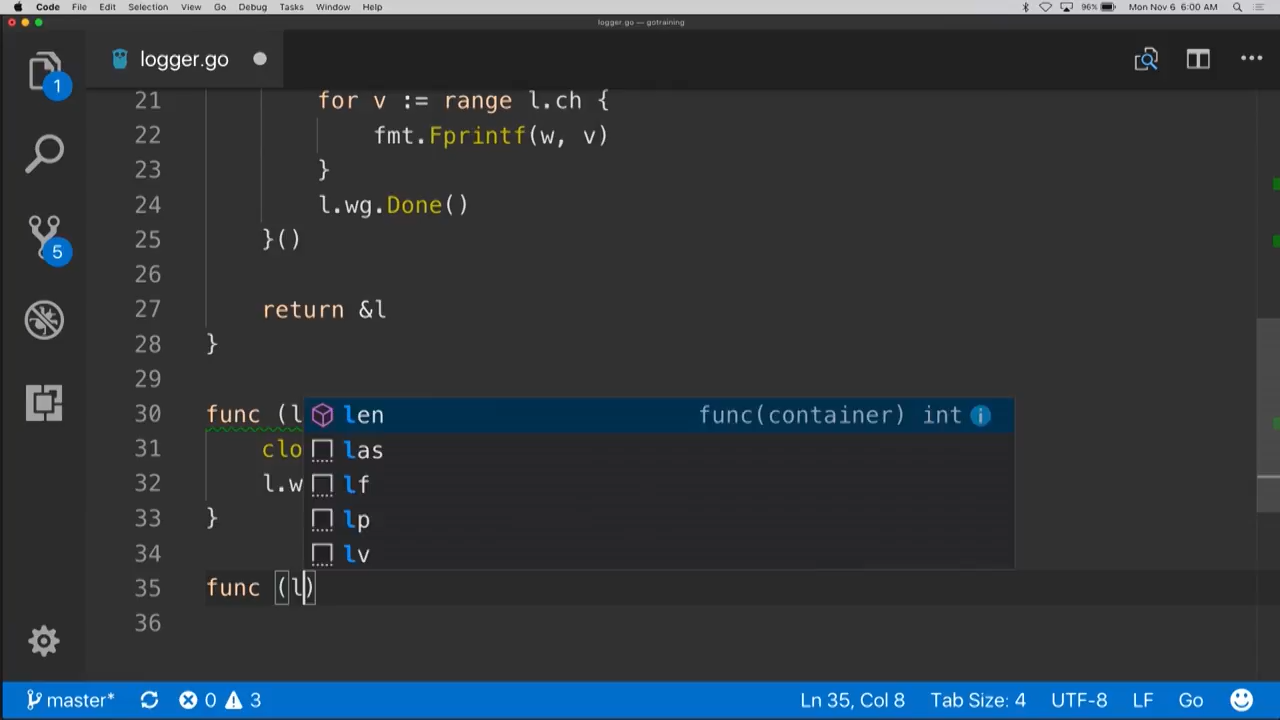 Code File Edit Selection View Go Debug Tasks Window Help 96% Mon Nov 6 6:00 AM
logger.go — gotraining
logger.go
1
21 for v := range l.ch {
22 fmt.Fprintf(w, v)
23 }
24 l.wg.Done()
5
25 }()
26
27 return &l
28 }
29
30 func (l
len func(container) int i
31 clo
las
32 l.w
lf
33 }
lp
34
lv
35 func (l)
36
master* 0 3 Ln 35, Col 8 Tab Size: 4 UTF-8 LF Go